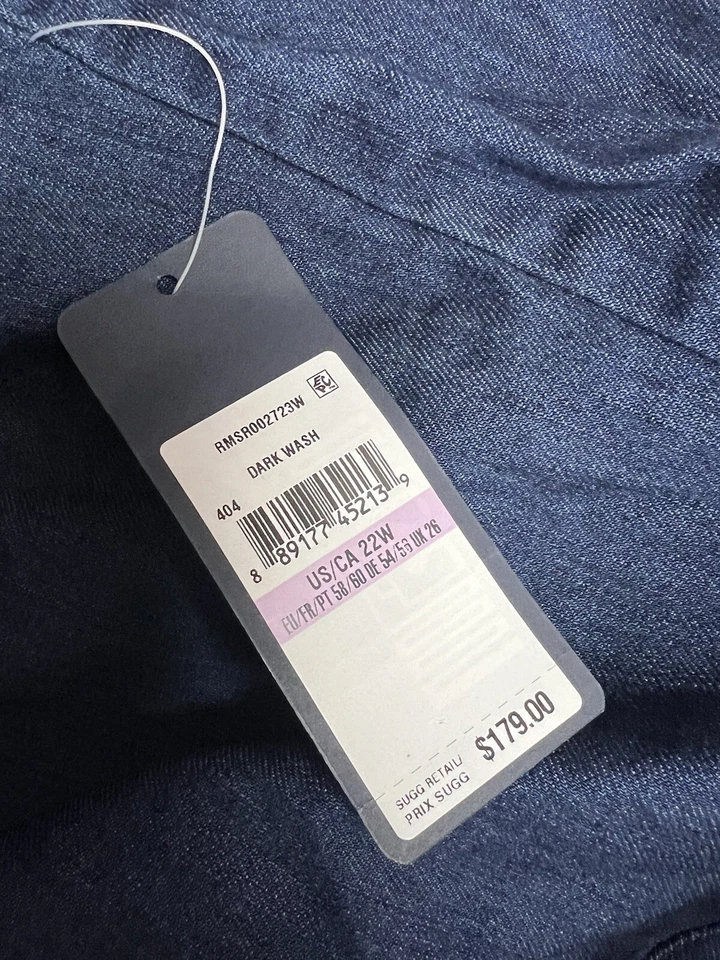 RMSR002723W
DARK WASH
404
8 89177 45213 9
US/CA 22W
EU/FR/PT 58/60 DE 54/56 UK 26
$179.00
SUGG RETAIL/
PRIX SUGG